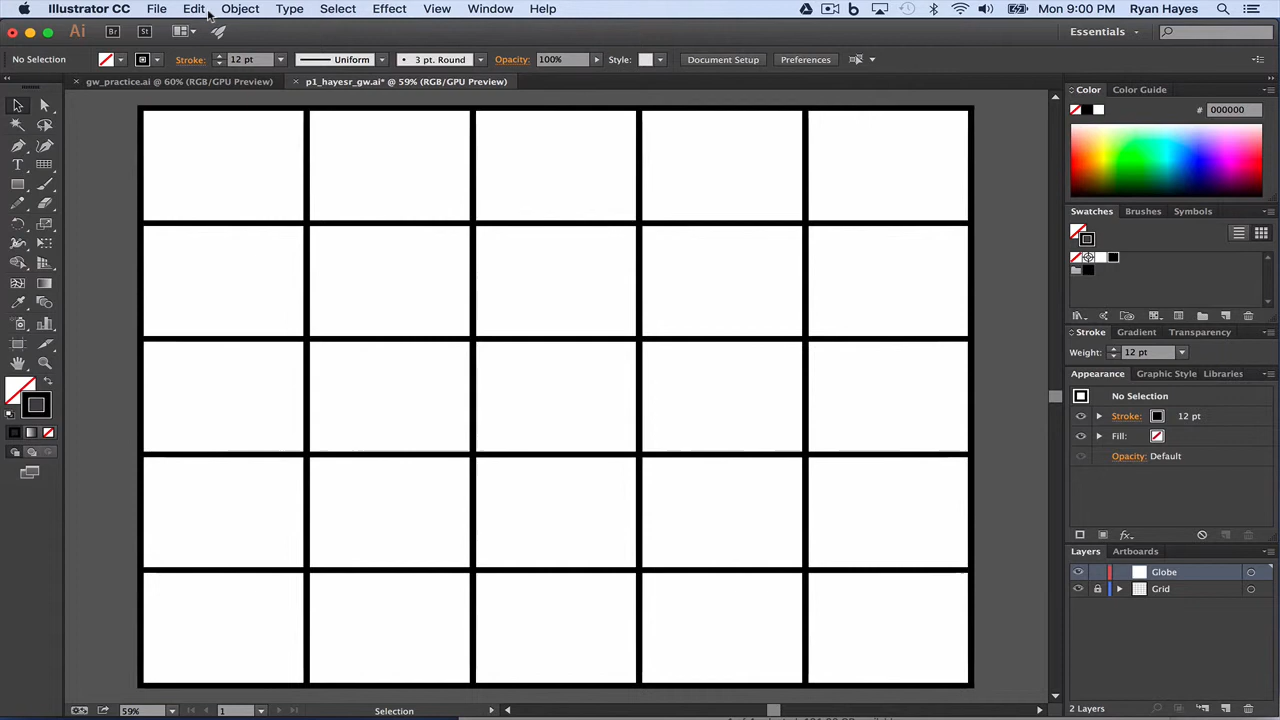 Illustrator CC File Edit Object Type Select Effect View Window Help Mon 9:00 PM Ryan Hayes
Ai Br St Essentials
No Selection Stroke: 12 pt Uniform 3 pt. Round Opacity: 100% Style: Document Setup Preferences
gw_practice.ai @ 60% (RGB/GPU Preview) p1_hayesr_gw.ai* @ 59% (RGB/GPU Preview)
Color Color Guide
# 000000
Swatches Brushes Symbols
Stroke Gradient Transparency
Weight: 12 pt
Appearance Graphic Style Libraries
No Selection
Stroke: 12 pt
Fill:
Opacity: Default
fx
Layers Artboards
Globe
Grid
59% 1 Selection 2 Layers